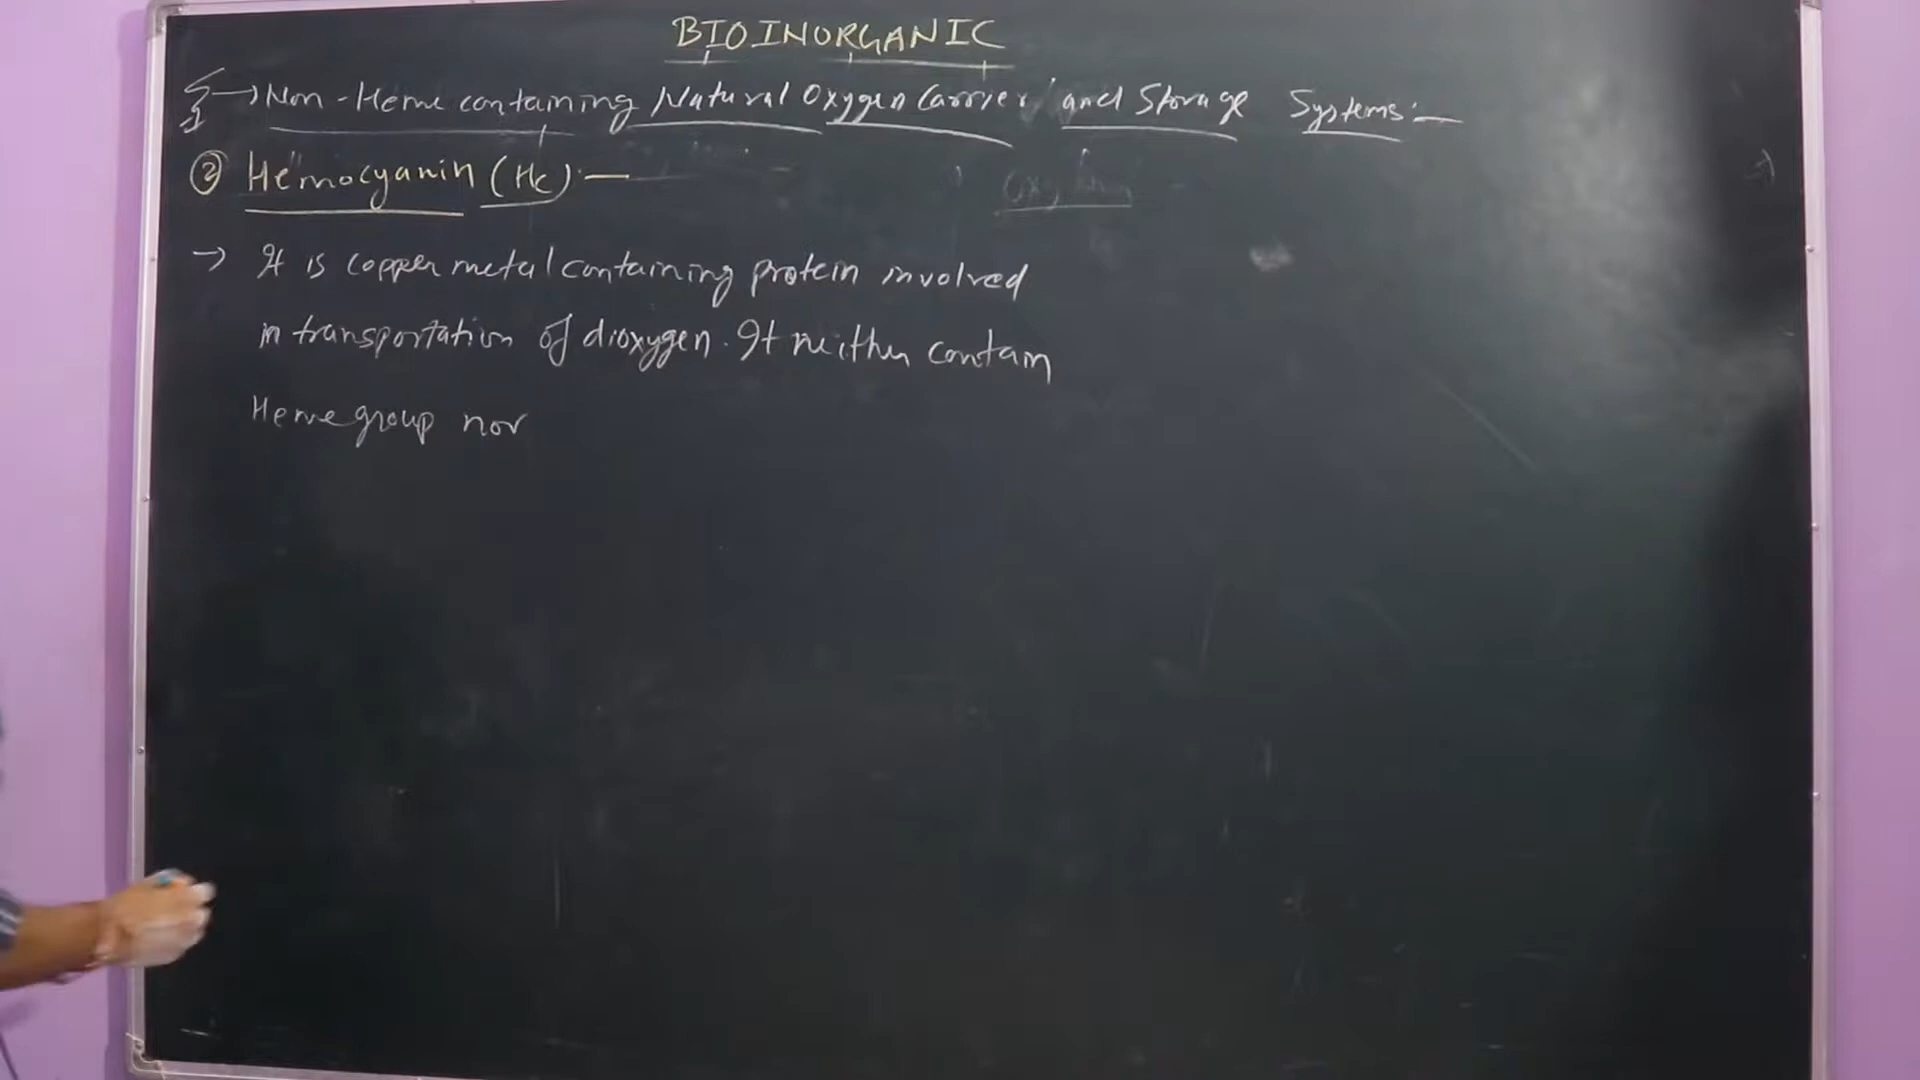 BIOINORGANIC
→ Non-Heme containing Natural Oxygen Carrier and Storage Systems:—
② Hemocyanin (Hc):—
→ It is copper metal containing protein involved
in transportation of dioxygen. It neither contain
Heme group nor